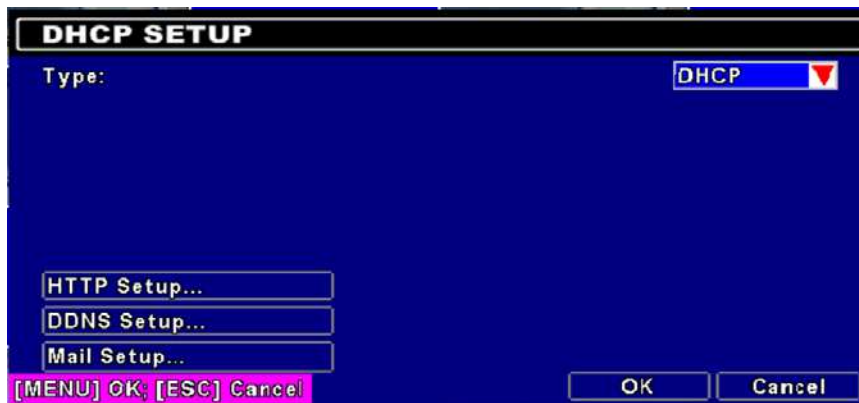 DHCP SETUP
Type: DHCP
HTTP Setup...
DDNS Setup...
Mail Setup...
[MENU] OK; [ESC] Cancel OK Cancel